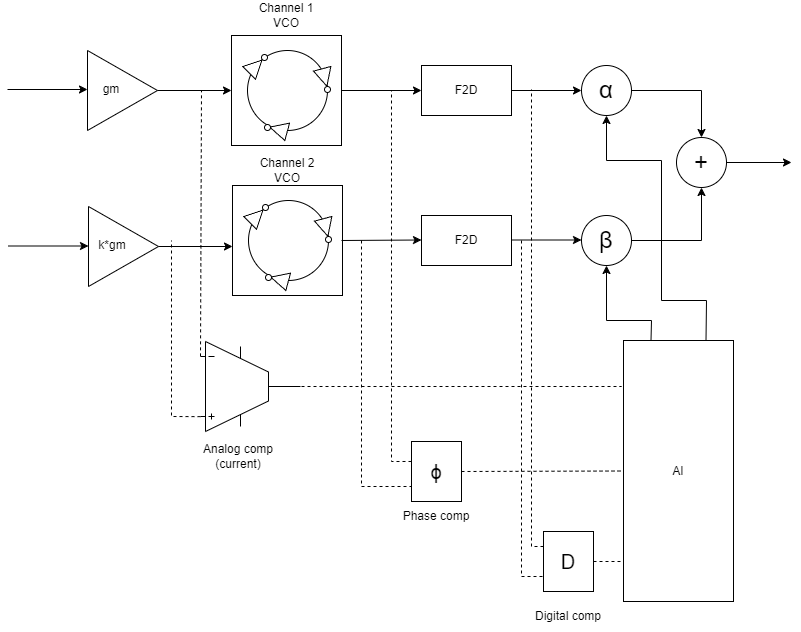 Channel 1
VCO
gm
F2D
α
+
Channel 2
VCO
k*gm
F2D
β
−
+
Analog comp
(current)
ϕ
Phase comp
AI
D
Digital comp